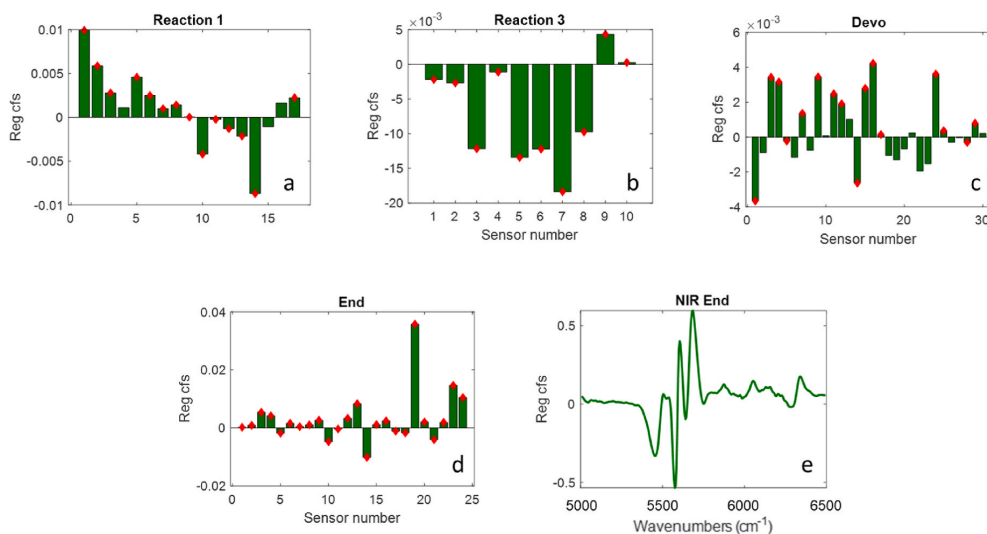 Reaction 1
0.01
0.005
0
-0.005
-0.01
Reg cfs
0 5 10 15
a
Reaction 3
×10⁻³
5
0
-5
-10
-15
-20
Reg cfs
1 2 3 4 5 6 7 8 9 10
Sensor number
b
Devo
×10⁻³
6
4
2
0
-2
-4
Reg cfs
0 10 20 30
Sensor number
c
End
0.04
0.02
0
-0.02
Reg cfs
0 5 10 15 20 25
Sensor number
d
NIR End
0.5
0
-0.5
Reg cfs
5000 5500 6000 6500
Wavenumbers (cm⁻¹)
e